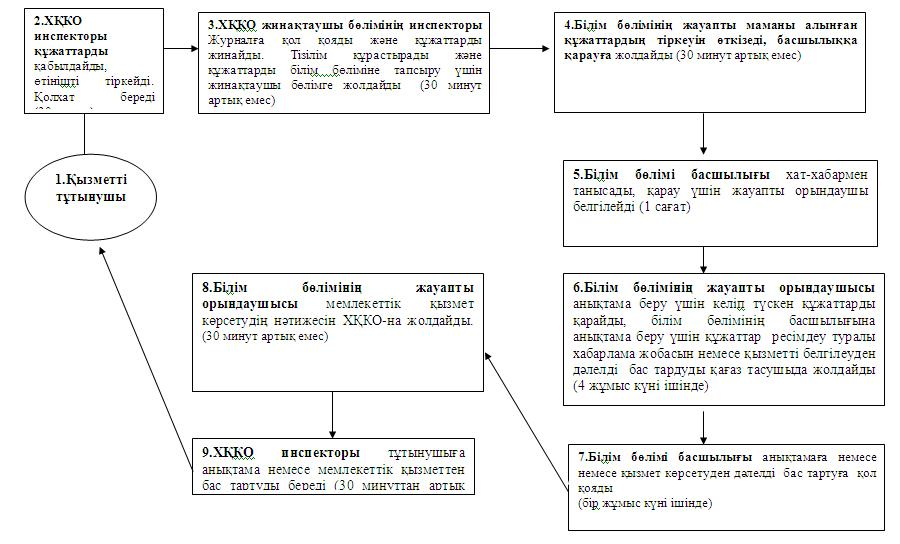 2.ХҚКО
инспекторы
құжаттарды
қабылдайды,
өтінішті тіркейді.
Қолхат береді
3.ХҚКО жинақтаушы бөлімінің инспекторы
Журналға қол қояды және құжаттарды
жинайды. Тізілім құрастырады және
құжаттарды білім бөліміне тапсыру үшін
жинақтаушы бөлімге жолдайды (30 минут
артық емес)
4.Білім бөлімінің жауапты маманы алынған
құжаттардың тіркеуін өткізеді, басшылыққа
қарауға жолдайды (30 минут артық емес)
1.Қызметті
тұтынушы
5.Білім бөлімі басшылығы хат-хабармен
танысады, қарау үшін жауапты орындаушы
белгілейді (1 сағат)
8.Білім бөлімінің жауапты
орындаушысы мемлекеттік қызмет
көрсетудің нәтижесін ХҚКО-на жолдайды.
(30 минут артық емес)
6.Білім бөлімінің жауапты орындаушысы
анықтама беру үшін келіп түскен құжаттарды
қарайды, білім бөлімінің басшылығына
анықтама беру үшін құжаттар ресімдеу туралы
хабарлама жобасын немесе қызметті белгілеуден
дәлелді бас тардуды қағаз тасушыда жолдайды
(4 жұмыс күні ішінде)
9.ХҚКО инспекторы тұтынушыға
анықтама немесе мемлекеттік қызметтен
бас тартуды береді (30 минуттан артық
7.Білім бөлімі басшылығы анықтамаға немесе
немесе қызмет көрсетуден дәлелді бас тартуға қол
қояды
(бір жұмыс күні ішінде)